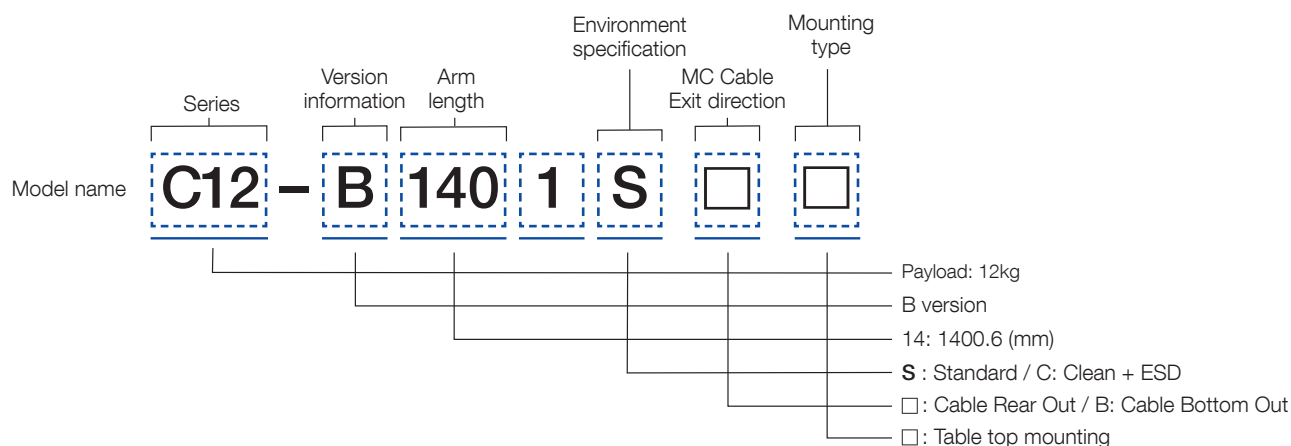 Environment
specification
Mounting
type
Version
information
Arm
length
MC Cable
Exit direction
Series
Model name C12 – B 140 1 S □ □
Payload: 12kg
B version
14: 1400.6 (mm)
S : Standard / C: Clean + ESD
□ : Cable Rear Out / B: Cable Bottom Out
□ : Table top mounting